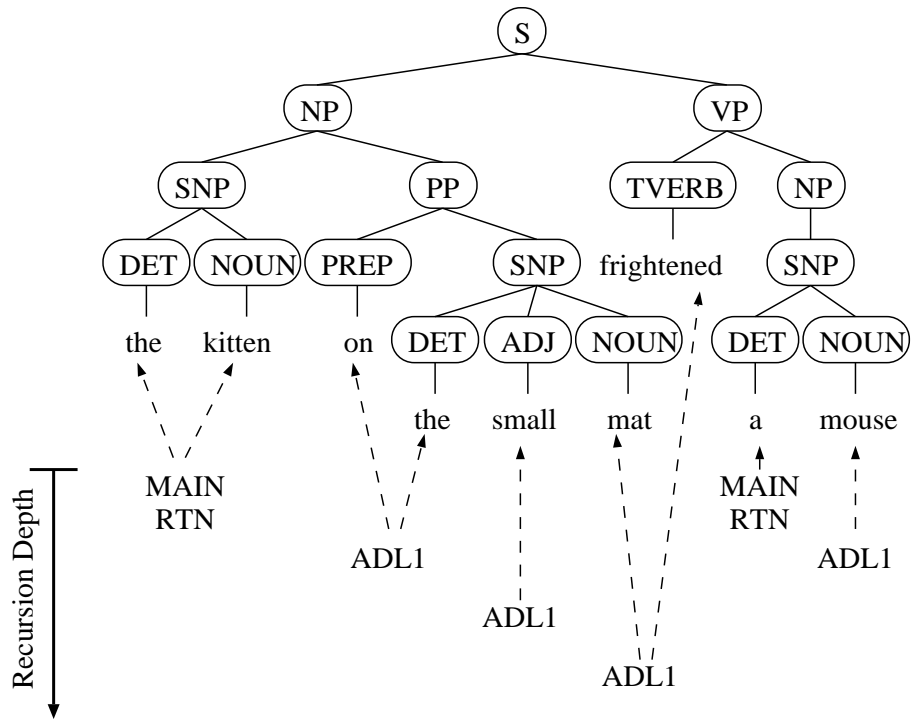 S
NP VP
SNP PP TVERB NP
DET NOUN PREP SNP frightened SNP
the kitten on DET ADJ NOUN DET NOUN
the small mat a mouse
MAIN
RTN
MAIN
RTN
ADL1 ADL1
ADL1
ADL1
Recursion Depth